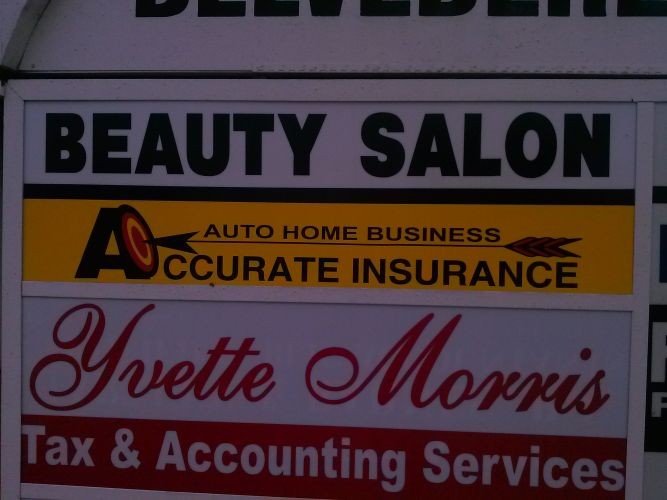 BEAUTY SALON
AUTO HOME BUSINESS
ACCURATE INSURANCE
Yvette Morris
Tax & Accounting Services